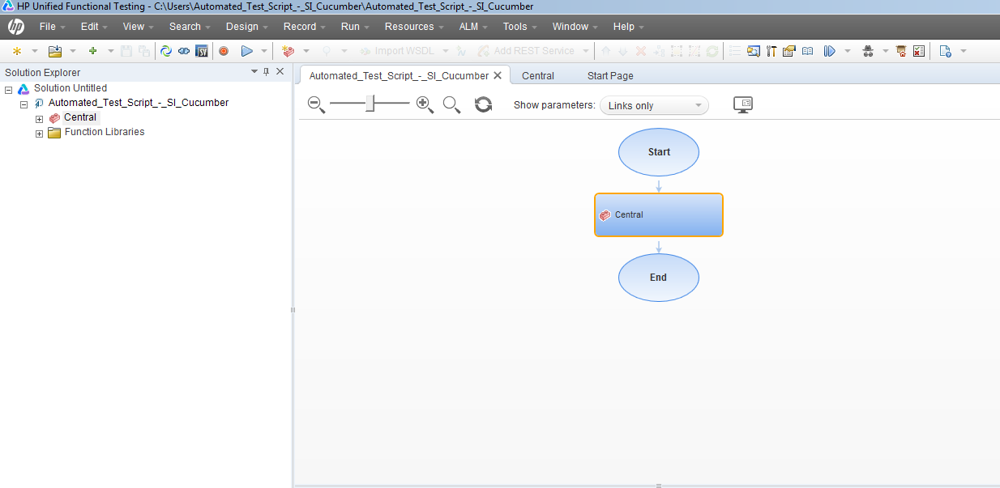 HP Unified Functional Testing - C:\Users\Automated_Test_Script_-_SI_Cucumber\Automated_Test_Script_-_SI_Cucumber
hp File Edit View Search Design Record Run Resources ALM Tools Window Help
SV Import WSDL Add REST Service
Solution Explorer
Solution Untitled
Automated_Test_Script_-_SI_Cucumber
Central
Function Libraries
Automated_Test_Script_-_SI_Cucumber Central Start Page
Show parameters: Links only
Start
Central
End